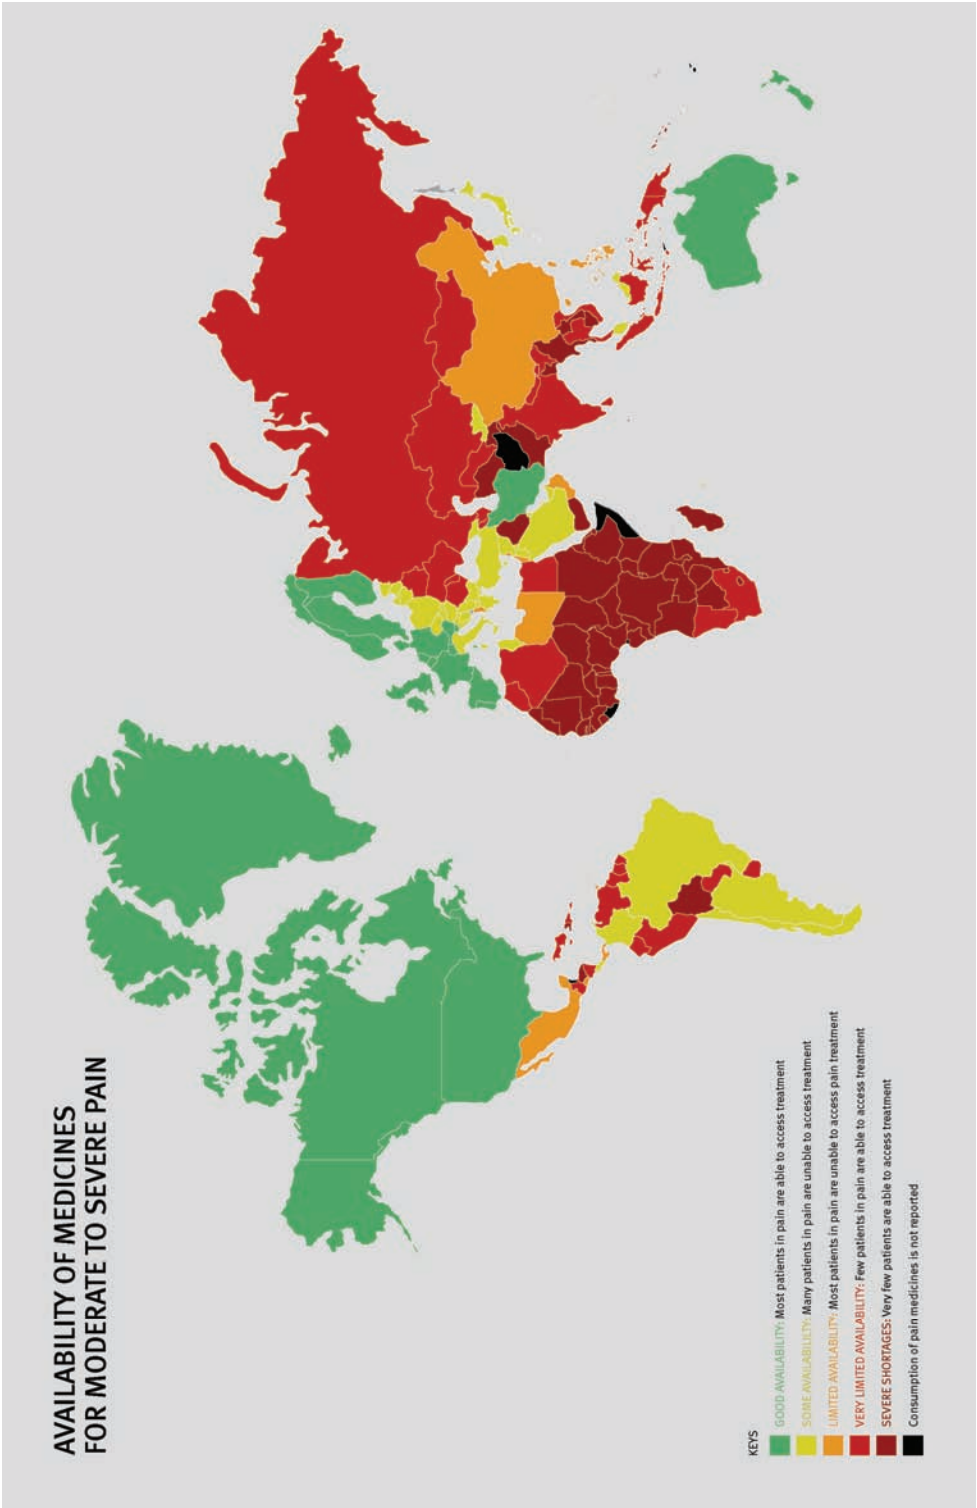 AVAILABILITY OF MEDICINES
FOR MODERATE TO SEVERE PAIN
KEYS
GOOD AVAILABILITY: Most patients in pain are able to access treatment
SOME AVAILABILILTY: Many patients in pain are unable to access treatment
LIMITED AVAILABILITY: Most patients in pain are unable to access pain treatment
VERY LIMITED AVAILABILITY: Few patients in pain are able to access treatment
SEVERE SHORTAGES: Very few patients are able to access treatment
Consumption of pain medicines is not reported